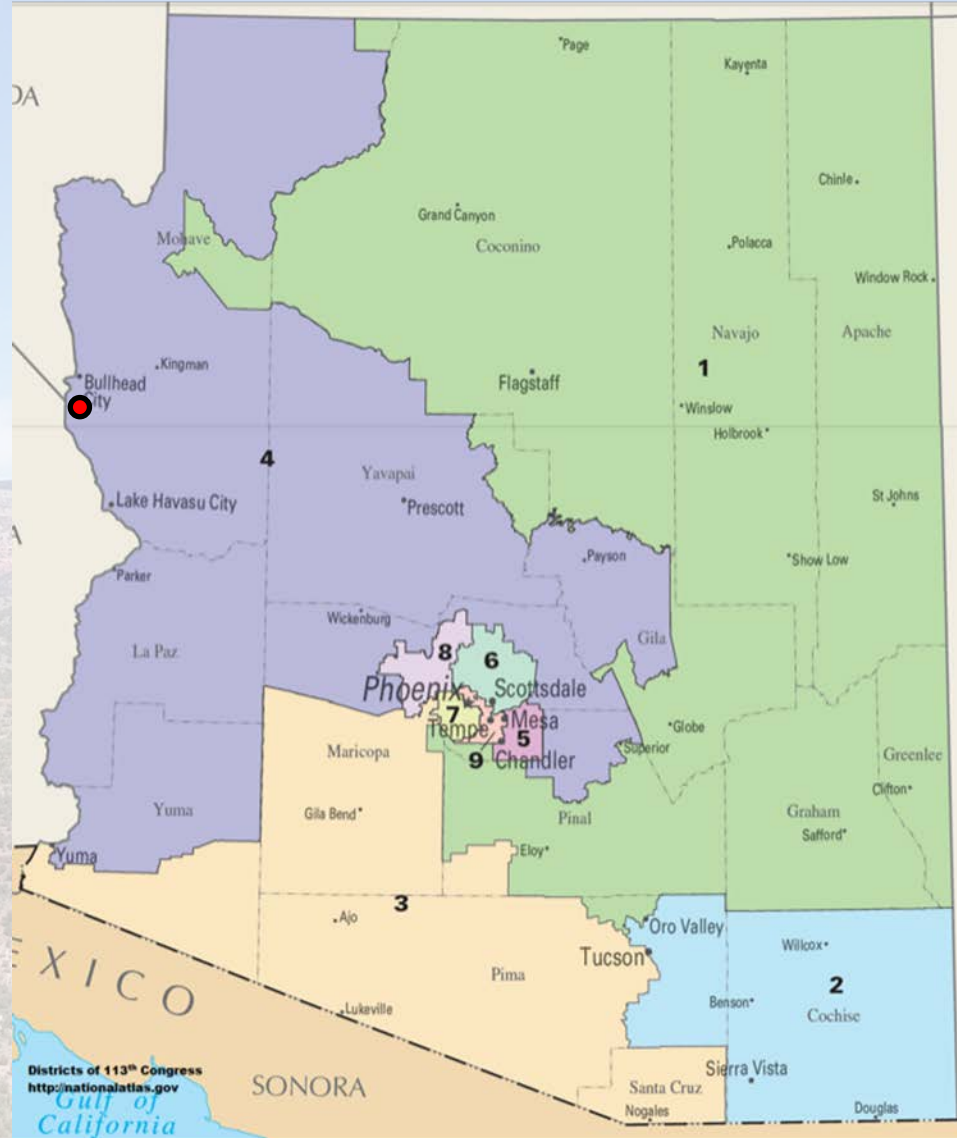 Page
Kayenta
DA
Chinle
Grand Canyon
Mohave
Coconino
Polacca
Window Rock
Navajo
Apache
Kingman
1
Bullhead
City
Flagstaff
Winslow
Holbrook
4
Yavapai
Prescott
Lake Havasu City
St Johns
A
Payson
Show Low
Parker
Wickenburg
Gila
La Paz
8
6
Phoenix
Scottsdale
7
Mesa
Tempe
5
Globe
Superior
Maricopa
9
Chandler
Greenlee
Clifton
Yuma
Gila Bend
Pinal
Graham
Safford
Yuma
Eloy
3
Ajo
Oro Valley
Tucson
Willcox
EXICO
Pima
2
Benson
Cochise
Lukeville
Districts of 113th Congress
http://nationalatlas.gov
Sierra Vista
SONORA
Santa Cruz
Gulf of
California
Nogales
Douglas